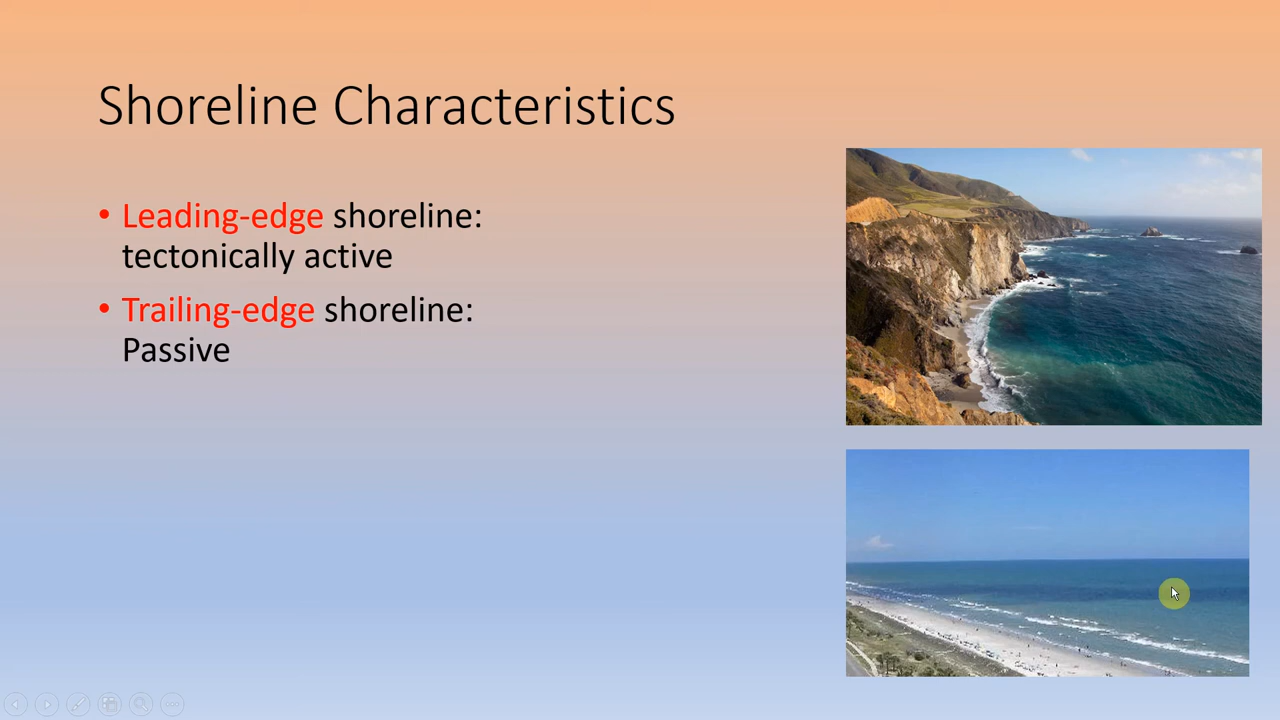 Shoreline Characteristics
• Leading-edge shoreline:
tectonically active
• Trailing-edge shoreline:
Passive